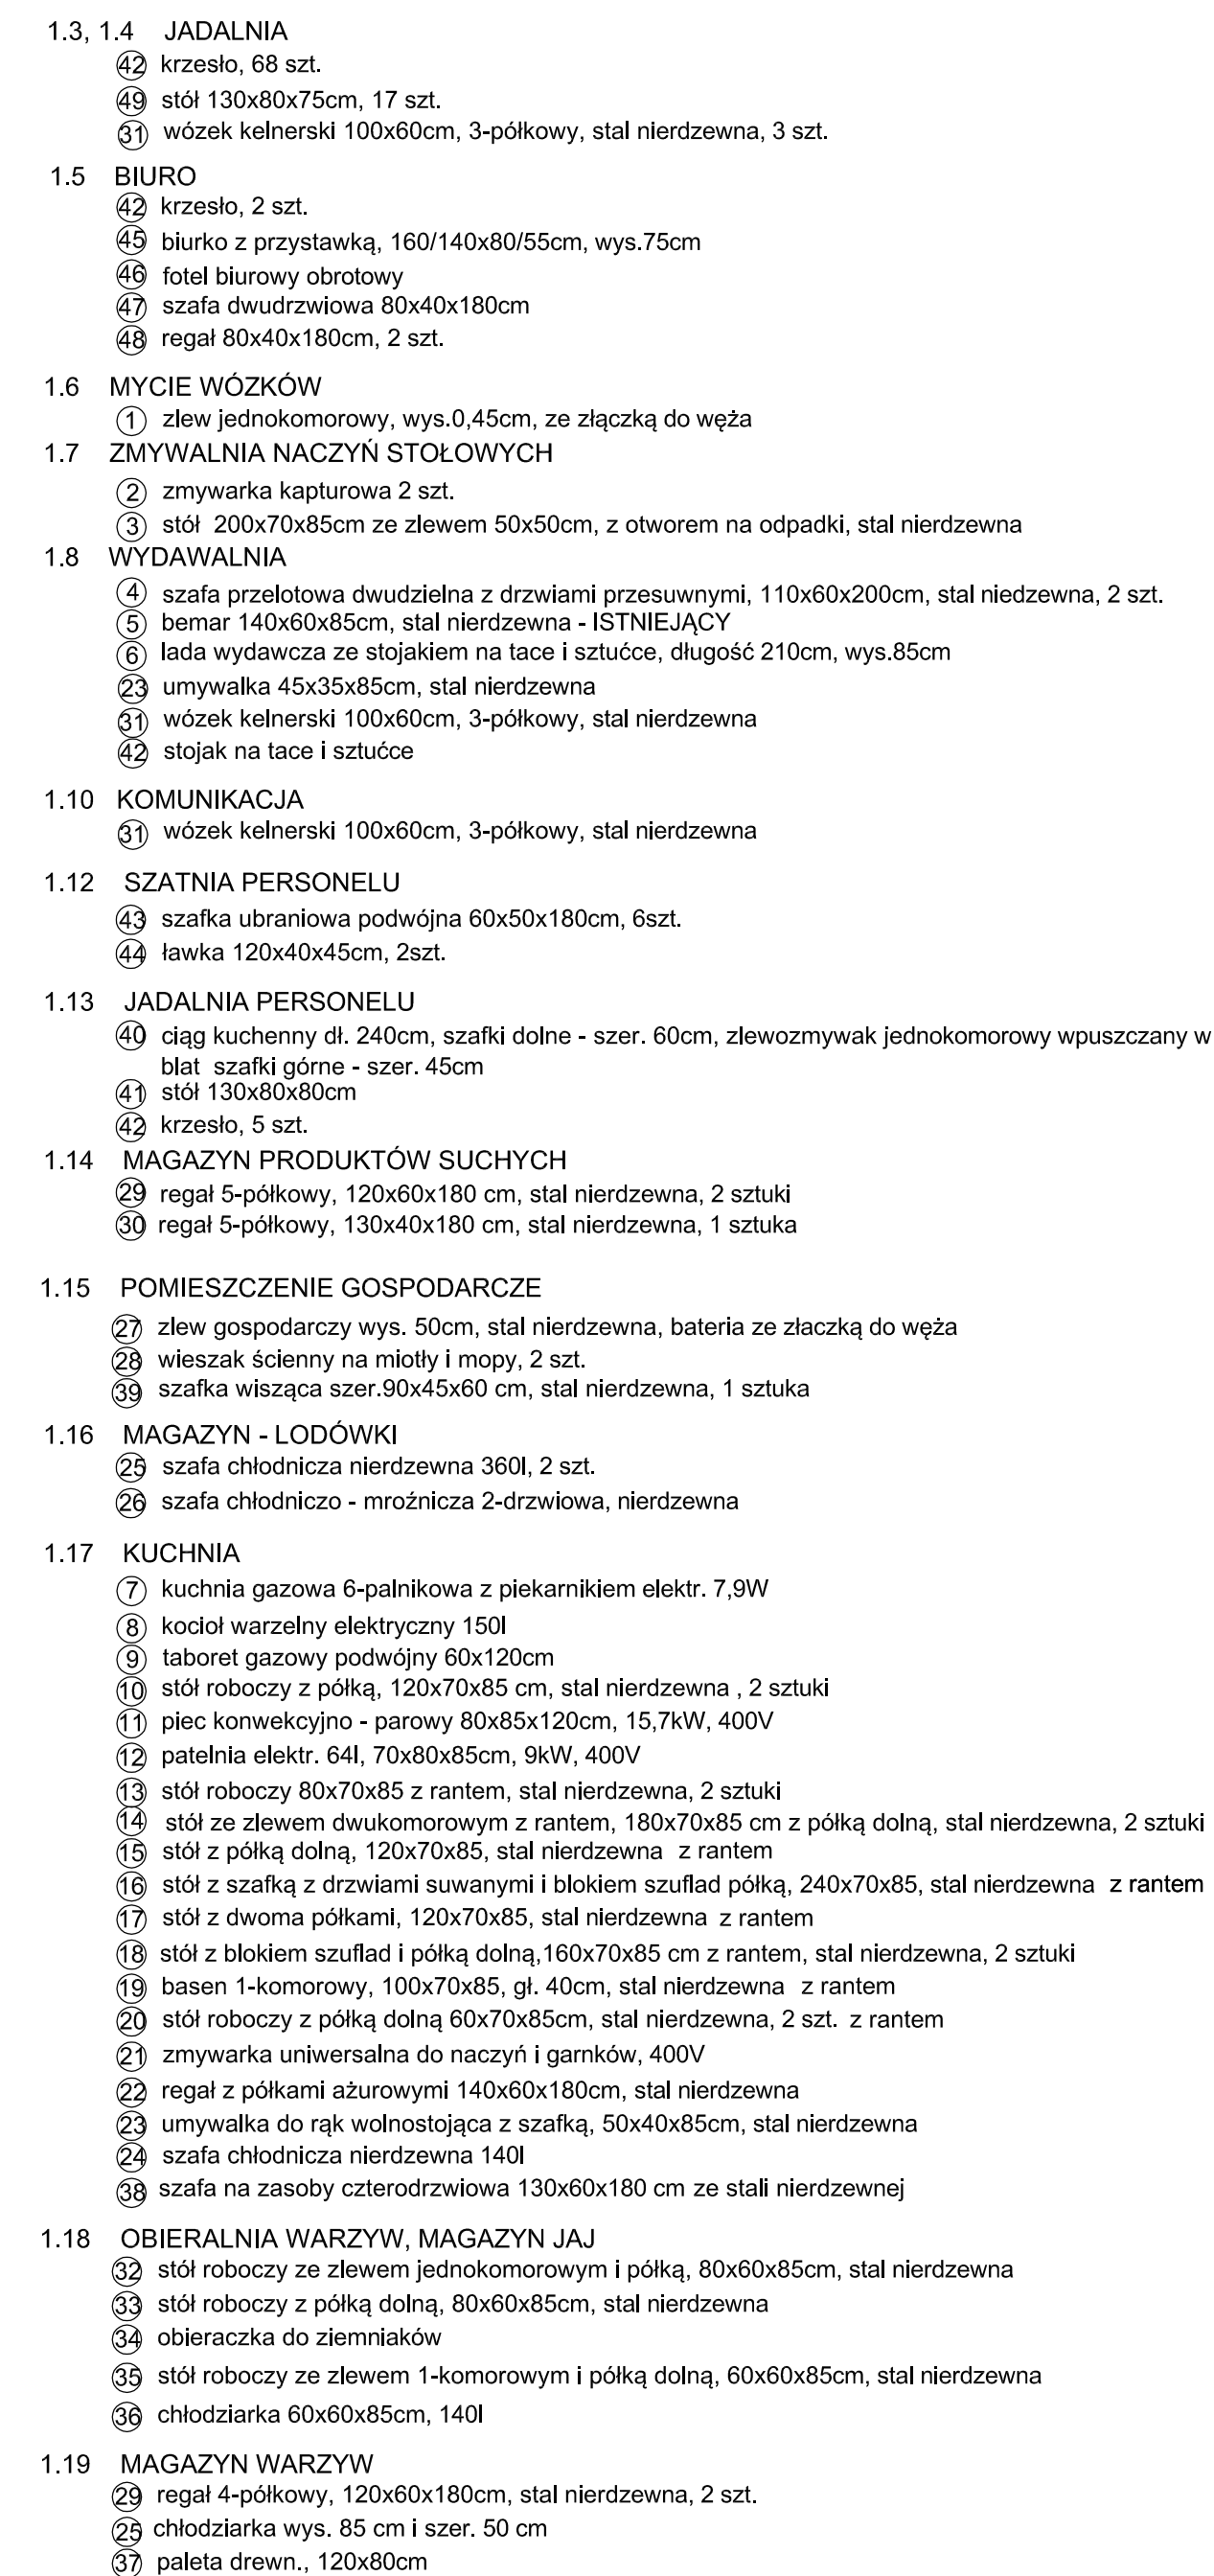 1.3, 1.4 JADALNIA
42 krzesło, 68 szt.
49 stół 130x80x75cm, 17 szt.
31 wózek kelnerski 100x60cm, 3-półkowy, stal nierdzewna, 3 szt.
1.5 BIURO
42 krzesło, 2 szt.
45 biurko z przystawką, 160/140x80/55cm, wys.75cm
46 fotel biurowy obrotowy
47 szafa dwudrzwiowa 80x40x180cm
48 regał 80x40x180cm, 2 szt.
1.6 MYCIE WÓZKÓW
1 zlew jednokomorowy, wys.0,45cm, ze złączką do węża
1.7 ZMYWALNIA NACZYŃ STOŁOWYCH
2 zmywarka kapturowa 2 szt.
3 stół 200x70x85cm ze zlewem 50x50cm, z otworem na odpadki, stal nierdzewna
1.8 WYDAWALNIA
4 szafa przelotowa dwudzielna z drzwiami przesuwnymi, 110x60x200cm, stal niedzewna, 2 szt.
5 bemar 140x60x85cm, stal nierdzewna - ISTNIEJĄCY
6 lada wydawcza ze stojakiem na tace i sztućce, długość 210cm, wys.85cm
23 umywalka 45x35x85cm, stal nierdzewna
31 wózek kelnerski 100x60cm, 3-półkowy, stal nierdzewna
42 stojak na tace i sztućce
1.10 KOMUNIKACJA
31 wózek kelnerski 100x60cm, 3-półkowy, stal nierdzewna
1.12 SZATNIA PERSONELU
43 szafka ubraniowa podwójna 60x50x180cm, 6szt.
44 ławka 120x40x45cm, 2szt.
1.13 JADALNIA PERSONELU
40 ciąg kuchenny dł. 240cm, szafki dolne - szer. 60cm, zlewozmywak jednokomorowy wpuszczany w
blat szafki górne - szer. 45cm
41 stół 130x80x80cm
42 krzesło, 5 szt.
1.14 MAGAZYN PRODUKTÓW SUCHYCH
29 regał 5-półkowy, 120x60x180 cm, stal nierdzewna, 2 sztuki
30 regał 5-półkowy, 130x40x180 cm, stal nierdzewna, 1 sztuka
1.15 POMIESZCZENIE GOSPODARCZE
27 zlew gospodarczy wys. 50cm, stal nierdzewna, bateria ze złaczką do węża
28 wieszak ścienny na miotły i mopy, 2 szt.
39 szafka wisząca szer.90x45x60 cm, stal nierdzewna, 1 sztuka
1.16 MAGAZYN - LODÓWKI
25 szafa chłodnicza nierdzewna 360l, 2 szt.
26 szafa chłodniczo - mroźnicza 2-drzwiowa, nierdzewna
1.17 KUCHNIA
7 kuchnia gazowa 6-palnikowa z piekarnikiem elektr. 7,9W
8 kocioł warzelny elektryczny 150l
9 taboret gazowy podwójny 60x120cm
10 stół roboczy z półką, 120x70x85 cm, stal nierdzewna , 2 sztuki
11 piec konwekcyjno - parowy 80x85x120cm, 15,7kW, 400V
12 patelnia elektr. 64l, 70x80x85cm, 9kW, 400V
13 stół roboczy 80x70x85 z rantem, stal nierdzewna, 2 sztuki
14 stół ze zlewem dwukomorowym z rantem, 180x70x85 cm z półką dolną, stal nierdzewna, 2 sztuki
15 stół z półką dolną, 120x70x85, stal nierdzewna z rantem
16 stół z szafką z drzwiami suwanymi i blokiem szuflad półką, 240x70x85, stal nierdzewna z rantem
17 stół z dwoma półkami, 120x70x85, stal nierdzewna z rantem
18 stół z blokiem szuflad i półką dolną,160x70x85 cm z rantem, stal nierdzewna, 2 sztuki
19 basen 1-komorowy, 100x70x85, gł. 40cm, stal nierdzewna z rantem
20 stół roboczy z półką dolną 60x70x85cm, stal nierdzewna, 2 szt. z rantem
21 zmywarka uniwersalna do naczyń i garnków, 400V
22 regał z półkami ażurowymi 140x60x180cm, stal nierdzewna
23 umywalka do rąk wolnostojąca z szafką, 50x40x85cm, stal nierdzewna
24 szafa chłodnicza nierdzewna 140l
38 szafa na zasoby czterodrzwiowa 130x60x180 cm ze stali nierdzewnej
1.18 OBIERALNIA WARZYW, MAGAZYN JAJ
32 stół roboczy ze zlewem jednokomorowym i półką, 80x60x85cm, stal nierdzewna
33 stół roboczy z półką dolną, 80x60x85cm, stal nierdzewna
34 obieraczka do ziemniaków
35 stół roboczy ze zlewem 1-komorowym i półką dolną, 60x60x85cm, stal nierdzewna
36 chłodziarka 60x60x85cm, 140l
1.19 MAGAZYN WARZYW
29 regał 4-półkowy, 120x60x180cm, stal nierdzewna, 2 szt.
25 chłodziarka wys. 85 cm i szer. 50 cm
37 paleta drewn., 120x80cm